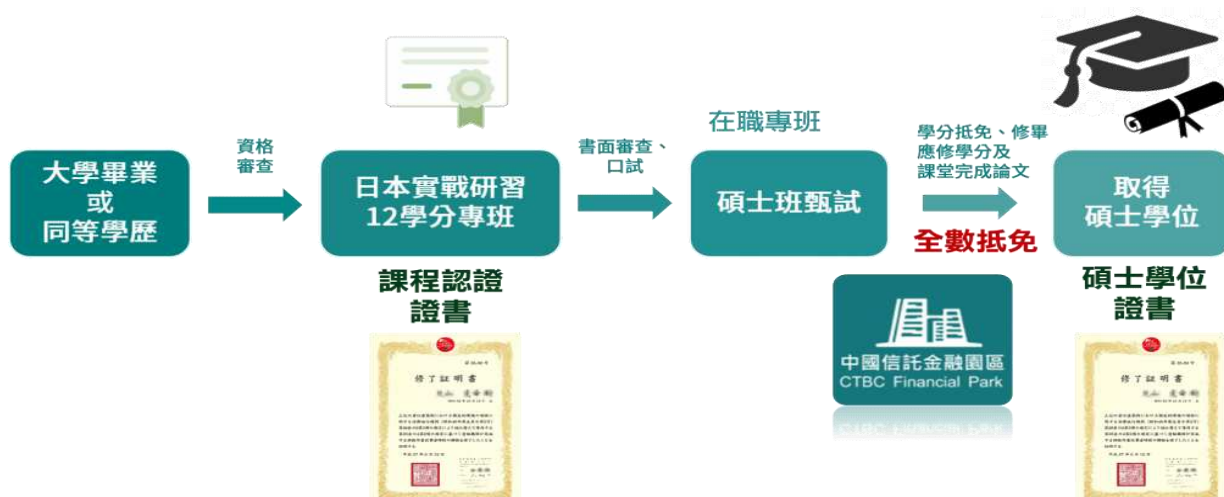 大學畢業
或
同等學歷
資格
審查
日本實戰研習
12學分專班
課程認證
證書
修了証明書
書面審查、
口試
在職專班
碩士班甄試
學分抵免、修畢
應修學分及
課堂完成論文
全數抵免
中國信託金融園區
CTBC Financial Park
取得
碩士學位
碩士學位
證書
修了証明書